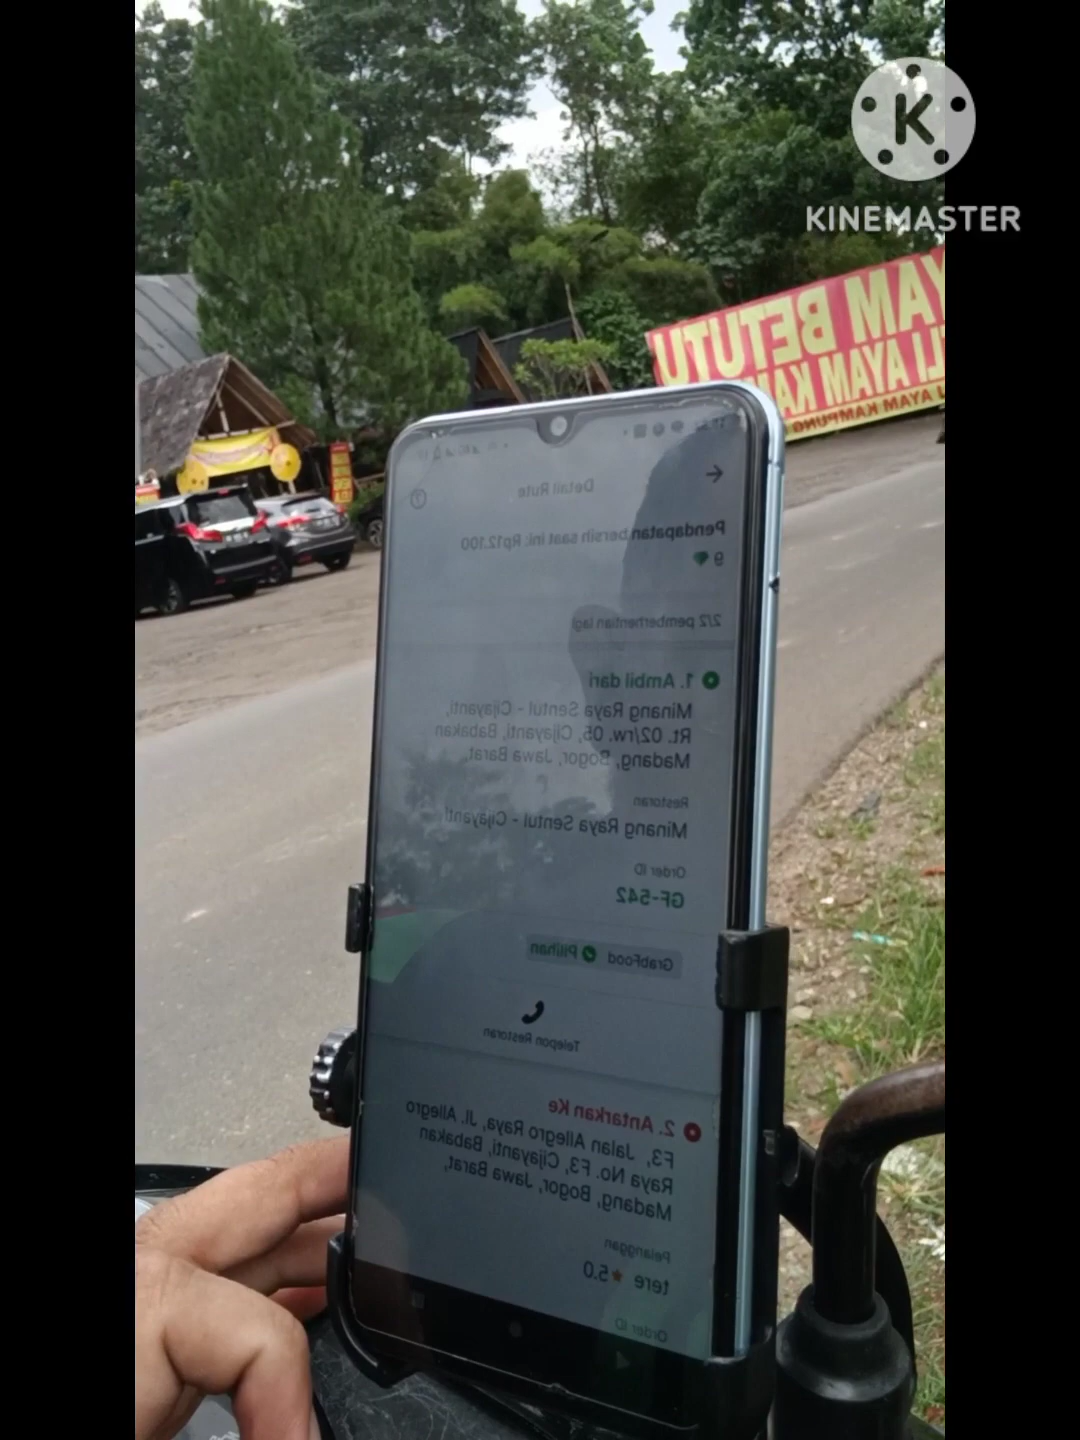 KINEMASTER
AYAM BETUTU
Detail Rute
Pendapatan bersih saat ini: Rp12.100
9
2/2 pemberhentian lagi
1. Ambil dari
Minang Raya Sentul - Cijayanti,
Rt. 02/rw. 05, Cijayanti, Babakan
Madang, Bogor, Jawa Barat,
Restoran
Minang Raya Sentul - Cijayanti
Order ID
GF-542
GrabFood Pilihan
Telepon Restoran
2. Antarkan Ke
F3, Jalan Allegro Raya, Jl. Allegro
Raya No. F3, Cijayanti, Babakan
Madang, Bogor, Jawa Barat,
Pelanggan
tere ★ 5.0
Order ID